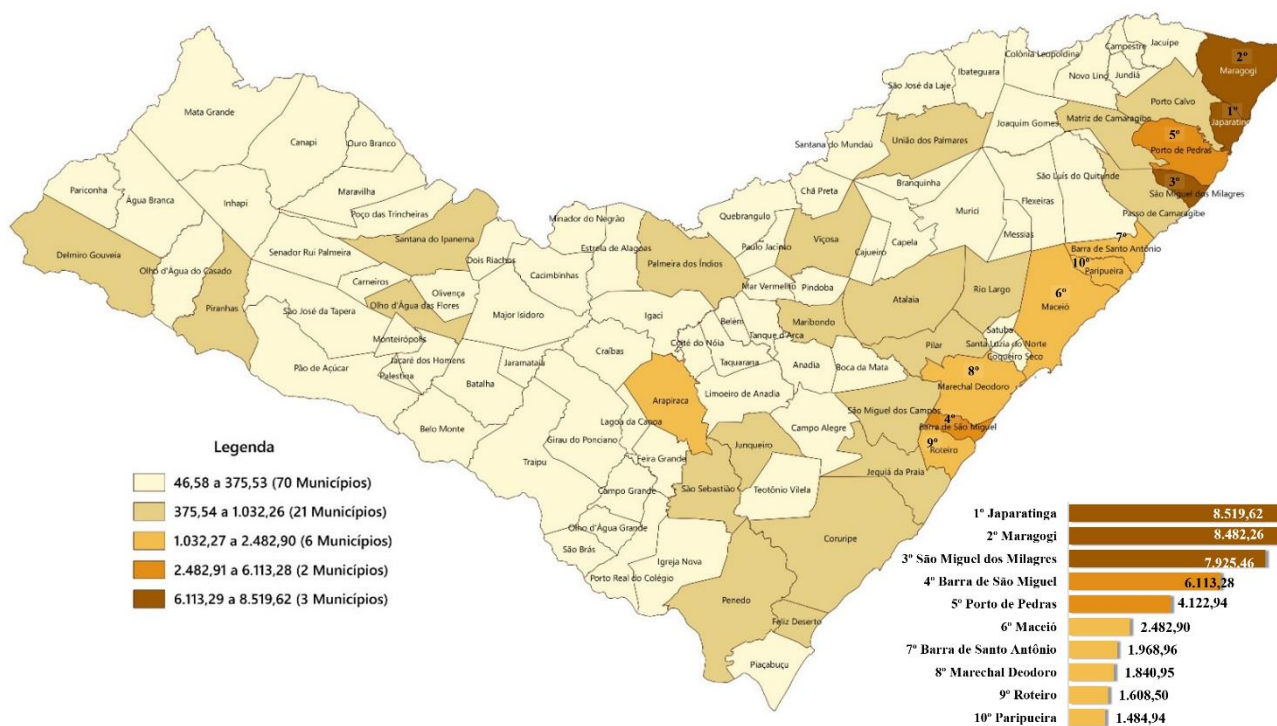 2º
Maragogi
Jacuípe
Campestre
Colônia Leopoldina
Ibateguara
Novo Lino
Jundiá
São José da Laje
Porto Calvo
1º
Japaratinga
Mata Grande
Matriz de Camaragibe
5º
Porto de Pedras
Joaquim Gomes
União dos Palmares
Santana do Mundaú
Canapi
Ouro Branco
São Luís do Quitunde
3º
São Miguel dos Milagres
Chã Preta
Branquinha
Pariconha
Água Branca
Inhapi
Maravilha
Flexeiras
Passo de Camaragibe
Poço das Trincheiras
Minador do Negrão
Quebrangulo
Murici
Viçosa
Messias
7º
Barra de Santo Antônio
Santana do Ipanema
Estrela de Alagoas
Paulo Jacinto
Capela
Cajueiro
Senador Rui Palmeira
Dois Riachos
Delmiro Gouveia
Olho d'Água do Casado
Palmeira dos Índios
10º
Paripueira
Cacimbinhas
Carneiros
Mar Vermelho
Pindoba
Rio Largo
6º
Maceió
Piranhas
Olivença
Olho d'Água das Flores
Atalaia
São José da Tapera
Major Isidoro
Igaci
Belém
Maribondo
Tanque d'Arca
Satuba
Monteirópolis
Coité do Nóia
Santa Luzia do Norte
Pilar
Coqueiro Seco
Craíbas
Jacaré dos Homens
Jaramataia
Taquarana
Anadia
Boca da Mata
Pão de Açúcar
Palestina
8º
Marechal Deodoro
Batalha
Limoeiro de Anadia
Arapiraca
São Miguel dos Campos
4º
Barra de São Miguel
Lagoa da Canoa
Belo Monte
Campo Alegre
9º
Roteiro
Girau do Ponciano
Junqueiro
Feira Grande
Traipu
Jequiá da Praia
Campo Grande
São Sebastião
Teotônio Vilela
Olho d'Água Grande
Coruripe
São Brás
Igreja Nova
Porto Real do Colégio
Penedo
Feliz Deserto
Piaçabuçu
Legenda
46,58 a 375,53 (70 Municípios)
375,54 a 1.032,26 (21 Municípios)
1.032,27 a 2.482,90 (6 Municípios)
2.482,91 a 6.113,28 (2 Municípios)
6.113,29 a 8.519,62 (3 Municípios)
1º Japaratinga 8.519,62
2º Maragogi 8.482,26
3º São Miguel dos Milagres 7.925,46
4º Barra de São Miguel 6.113,28
5º Porto de Pedras 4.122,94
6º Maceió 2.482,90
7º Barra de Santo Antônio 1.968,96
8º Marechal Deodoro 1.840,95
9º Roteiro 1.608,50
10º Paripueira 1.484,94